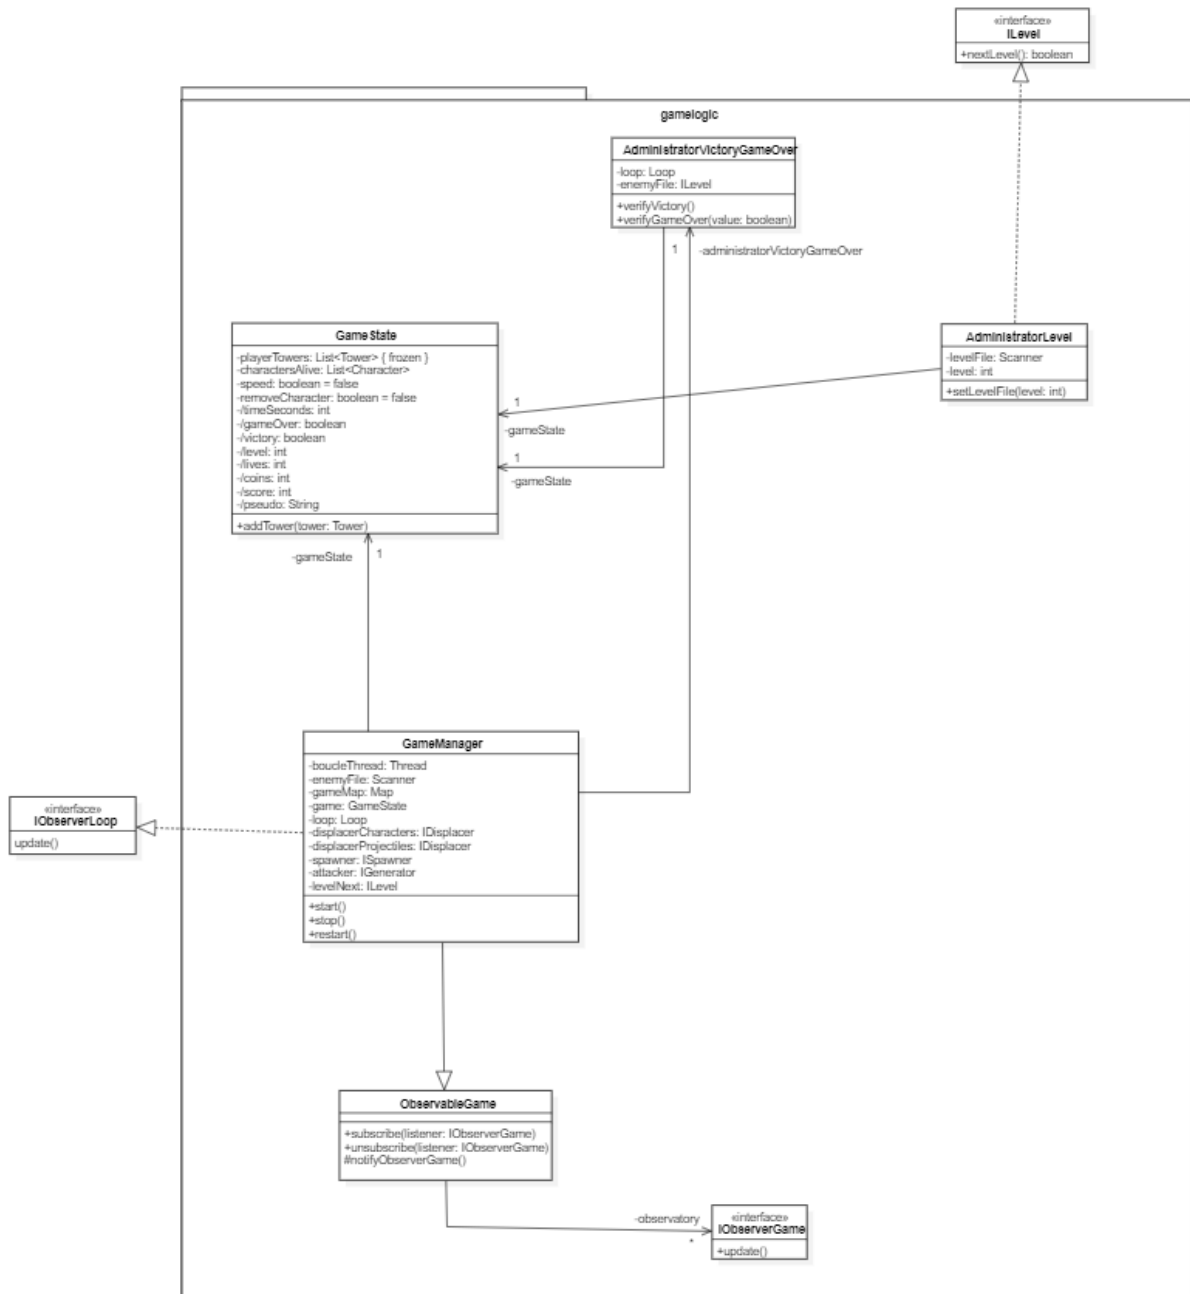 «interface»
ILevel
+nextLevel(): boolean
gamelogic
AdministratorVictoryGameOver
-loop: Loop
-enemyFile: ILevel
+verifyVictory()
+verifyGameOver(value: boolean)
1
-administratorVictoryGameOver
GameState
-playerTowers: List<Tower> { frozen }
-charactersAlive: List<Character>
-speed: boolean = false
-removeCharacter: boolean = false
-/timeSeconds: int
-/gameOver: boolean
-/victory: boolean
-/level: int
-/lives: int
-/coins: int
-/score: int
-/pseudo: String
+addTower(tower: Tower)
AdministratorLevel
-levelFile: Scanner
-level: int
+setLevelFile(level: int)
1
-gameState
1
-gameState
-gameState
1
GameManager
-boucleThread: Thread
-enemyFile: Scanner
-gameMap: Map
-game: GameState
-loop: Loop
-displacerCharacters: IDisplacer
-displacerProjectiles: IDisplacer
-spawner: ISpawner
-attacker: IGenerator
-levelNext: ILevel
+start()
+stop()
+restart()
«interface»
IObserverLoop
update()
ObservableGame
+subscribe(listener: IObserverGame)
+unsubscribe(listener: IObserverGame)
#notifyObserverGame()
-observatory
*
«interface»
IObserverGame
+update()